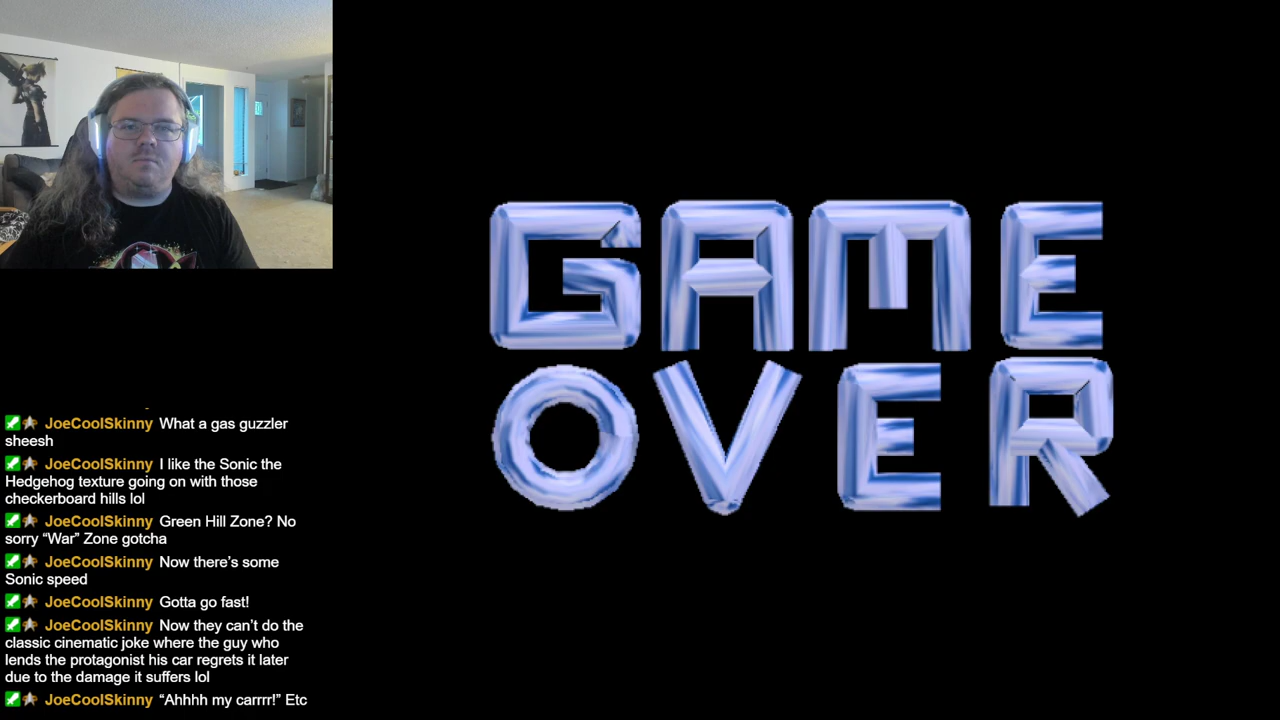 GAME
OVER
JoeCoolSkinny What a gas guzzler
sheesh
JoeCoolSkinny I like the Sonic the
Hedgehog texture going on with those
checkerboard hills lol
JoeCoolSkinny Green Hill Zone? No
sorry “War” Zone gotcha
JoeCoolSkinny Now there’s some
Sonic speed
JoeCoolSkinny Gotta go fast!
JoeCoolSkinny Now they can’t do the
classic cinematic joke where the guy who
lends the protagonist his car regrets it later
due to the damage it suffers lol
JoeCoolSkinny “Ahhhh my carrrr!” Etc